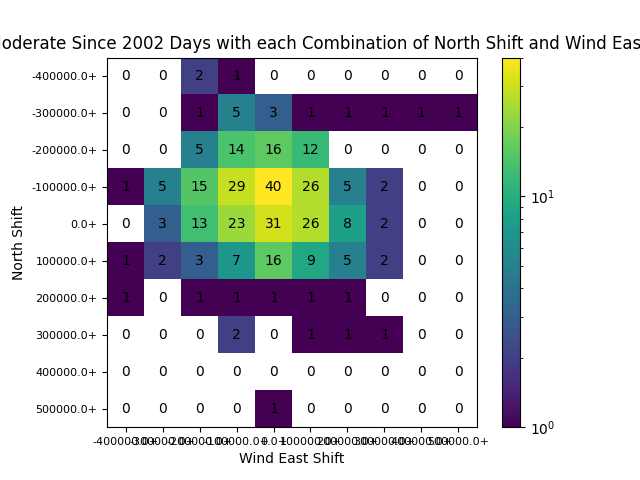 oderate Since 2002 Days with each Combination of North Shift and Wind Eas
-400000.0+ 0 0 2 1 0 0 0 0 0 0
-300000.0+ 0 0 1 5 3 1 1 1 1 1
-200000.0+ 0 0 5 14 16 12 0 0 0 0
-100000.0+ 1 5 15 29 40 26 5 2 0 0
0.0+ 0 3 13 23 31 26 8 2 0 0
100000.0+ 1 2 3 7 16 9 5 2 0 0
200000.0+ 1 0 1 1 1 1 1 0 0 0
300000.0+ 0 0 0 2 0 1 1 1 0 0
400000.0+ 0 0 0 0 0 0 0 0 0 0
500000.0+ 0 0 0 0 1 0 0 0 0 0
North Shift
Wind East Shift
10¹
10⁰